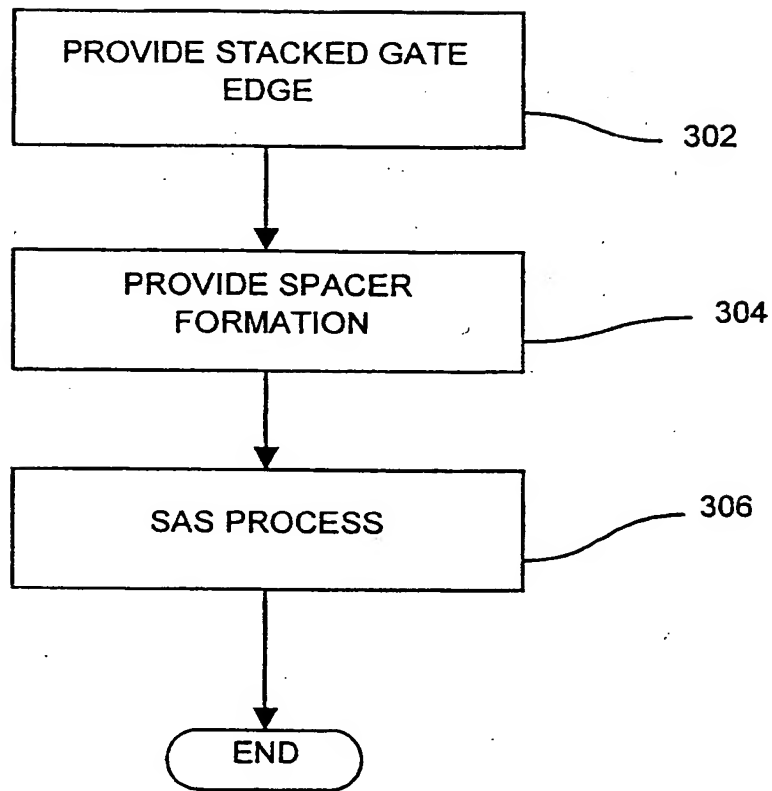 PROVIDE STACKED GATE
EDGE
302
PROVIDE SPACER
FORMATION
304
SAS PROCESS
306
END